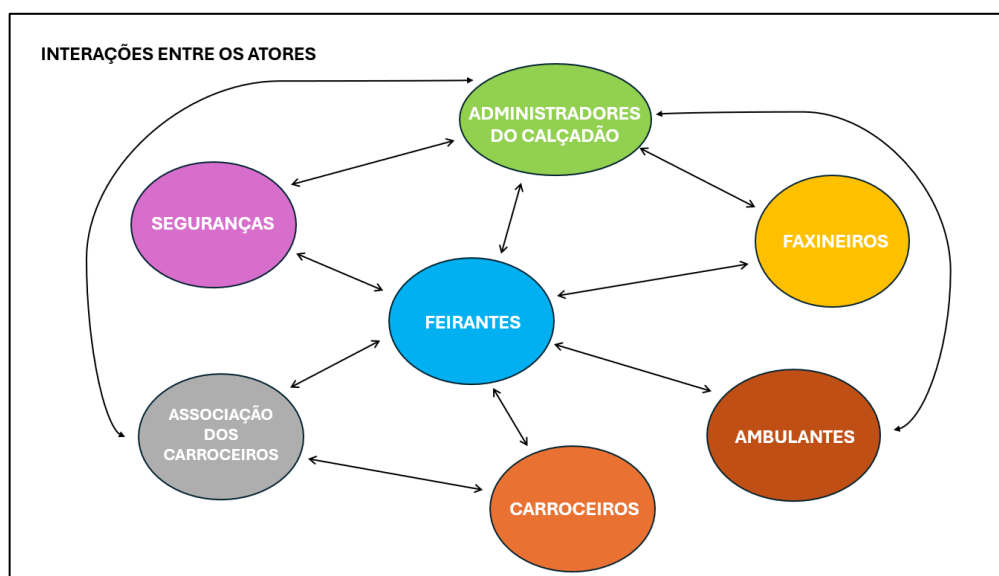 INTERAÇÕES ENTRE OS ATORES
ADMINISTRADORES
DO CALÇADÃO
SEGURANÇAS
FAXINEIROS
FEIRANTES
ASSOCIAÇÃO
DOS
CARROCEIROS
AMBULANTES
CARROCEIROS